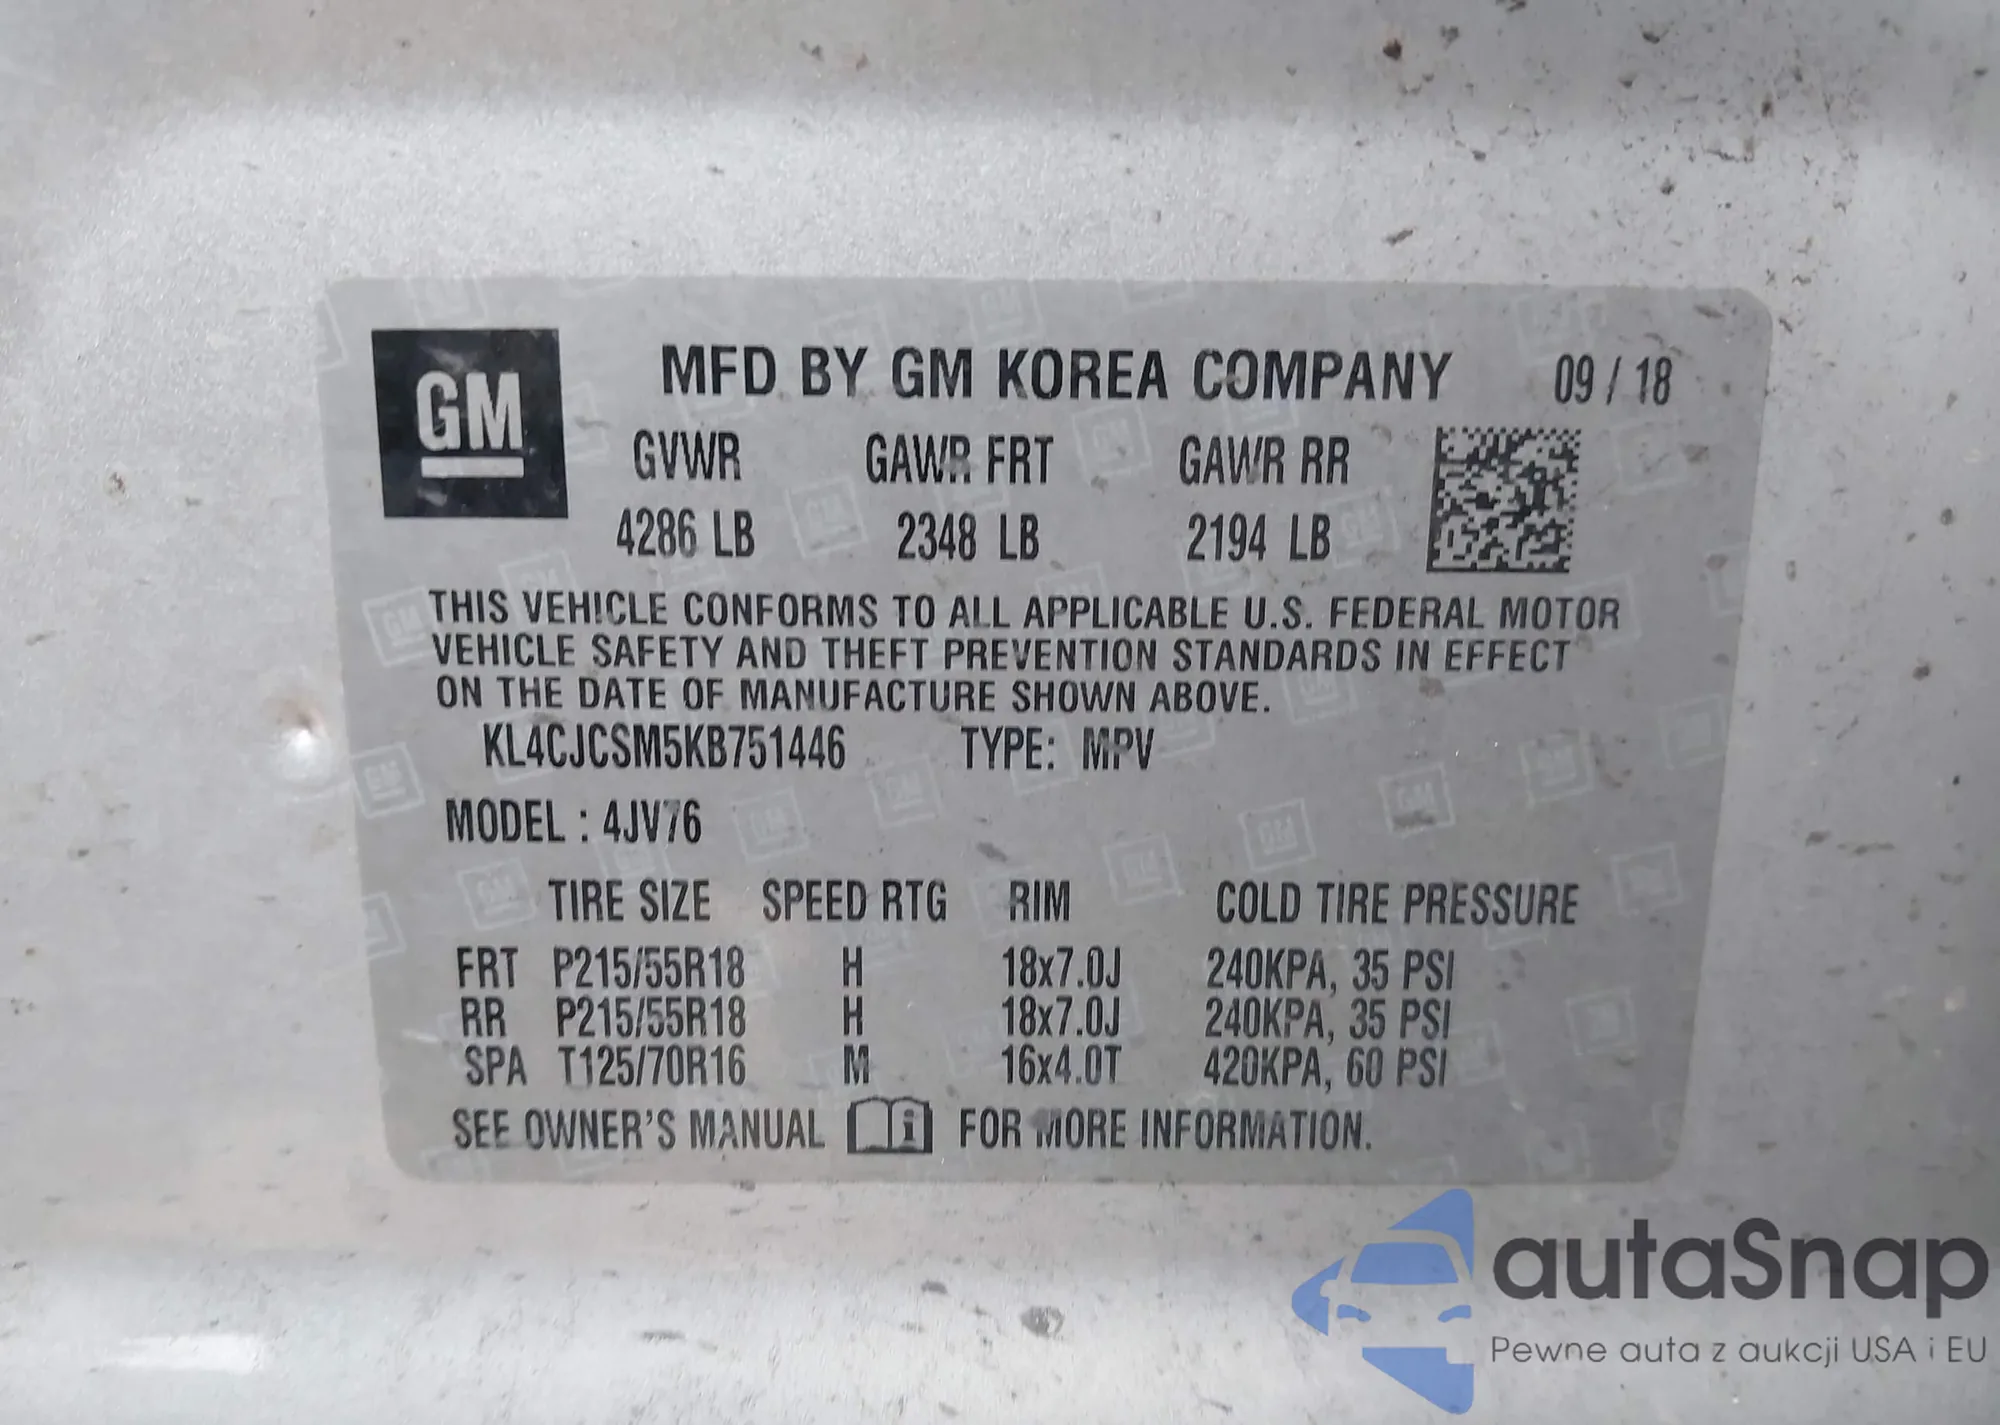 GM
MFD BY GM KOREA COMPANY 09 / 18
GVWR GAWR FRT GAWR RR
4286 LB 2348 LB 2194 LB
THIS VEHICLE CONFORMS TO ALL APPLICABLE U.S. FEDERAL MOTOR
VEHICLE SAFETY AND THEFT PREVENTION STANDARDS IN EFFECT
ON THE DATE OF MANUFACTURE SHOWN ABOVE.
KL4CJCSM5KB751446 TYPE: MPV
MODEL : 4JV76
TIRE SIZE SPEED RTG RIM COLD TIRE PRESSURE
FRT P215/55R18 H 18x7.0J 240KPA, 35 PSI
RR P215/55R18 H 18x7.0J 240KPA, 35 PSI
SPA T125/70R16 M 16x4.0T 420KPA, 60 PSI
SEE OWNER'S MANUAL i FOR MORE INFORMATION.
autaSnap
Pewne auta z aukcji USA i EU